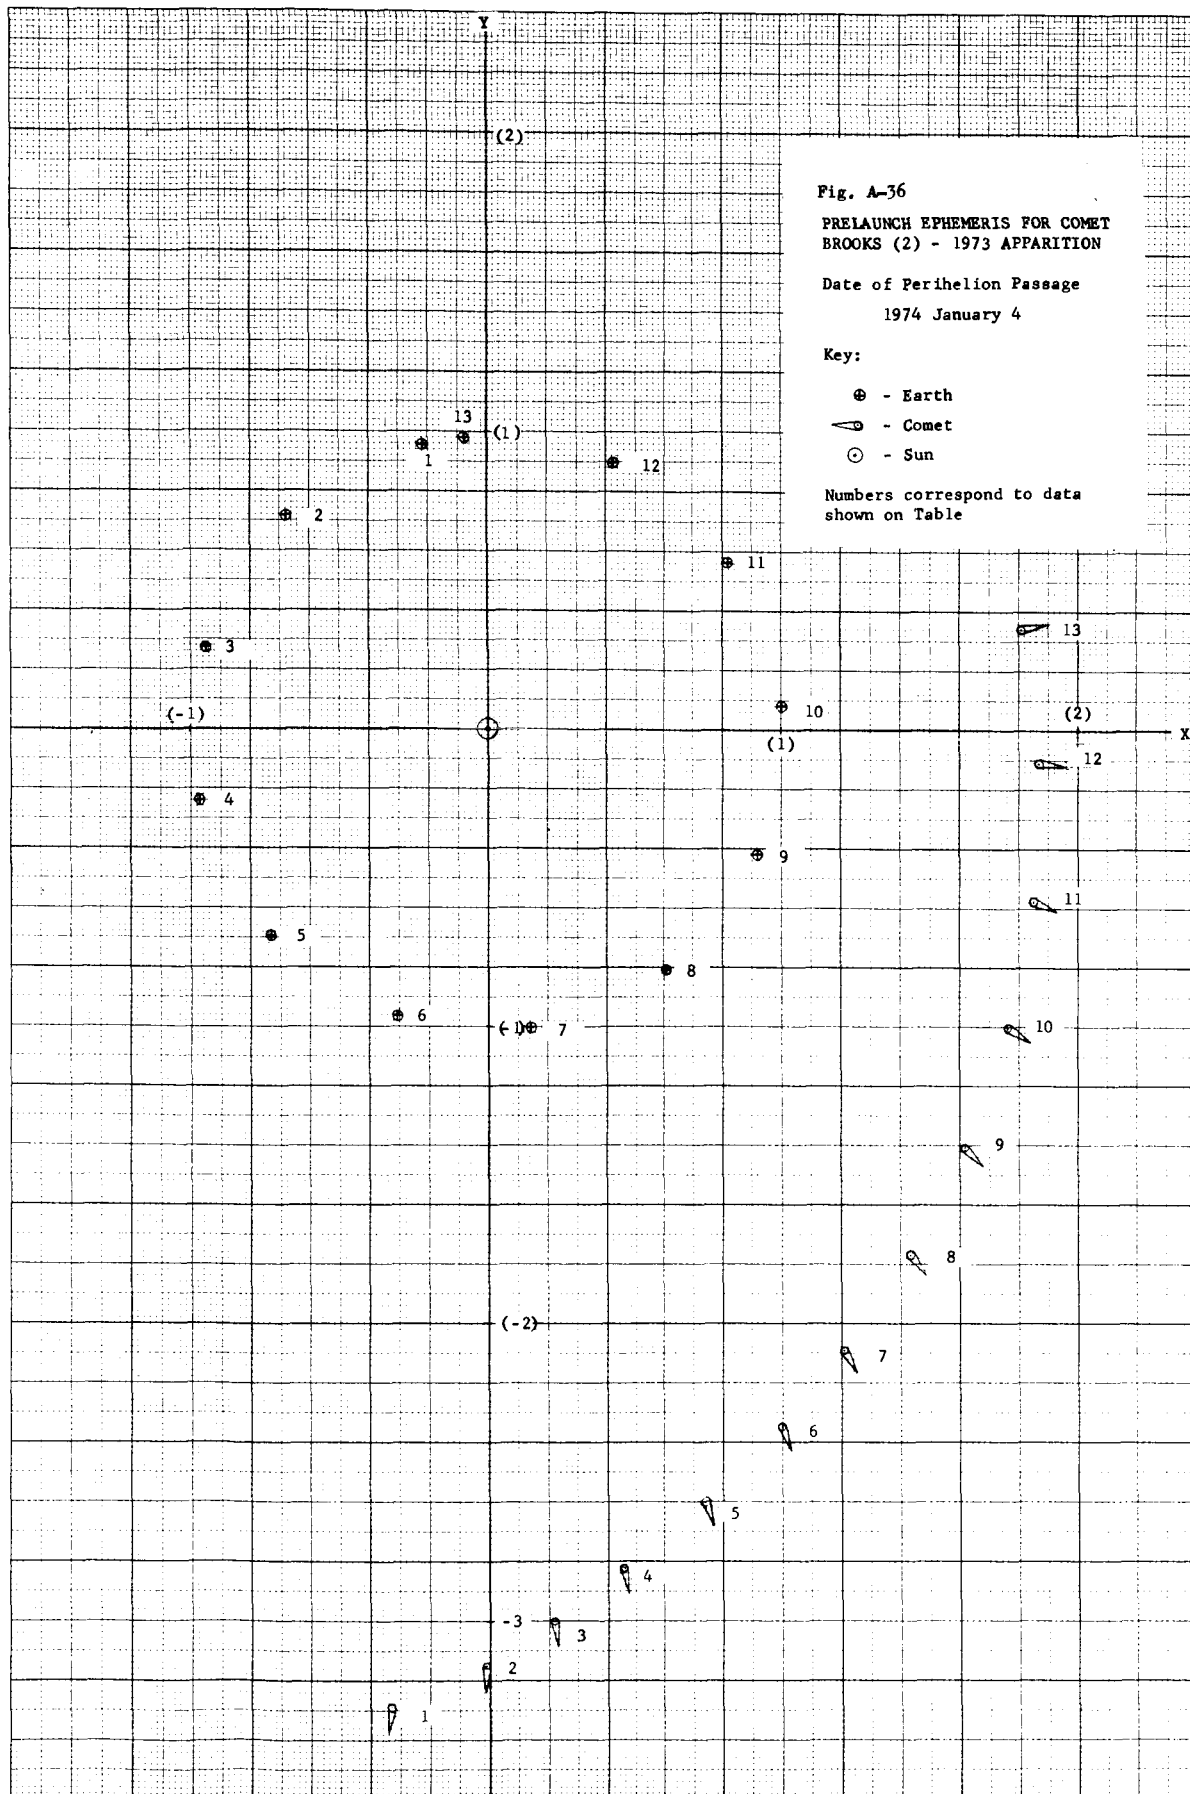 Y
(2)
Fig. A-36
PRELAUNCH EPHEMERIS FOR COMET
BROOKS (2) - 1973 APPARITION
Date of Perihelion Passage
1974 January 4
Key:
⊕ - Earth
- Comet
⊙ - Sun
Numbers correspond to data
shown on Table
13
(1)
1
12
2
11
13
3
(-1)
(2)
10
(1)
X
12
4
9
11
5
8
6
(-1)
7
10
9
8
(-2)
7
6
5
4
-3
3
2
1